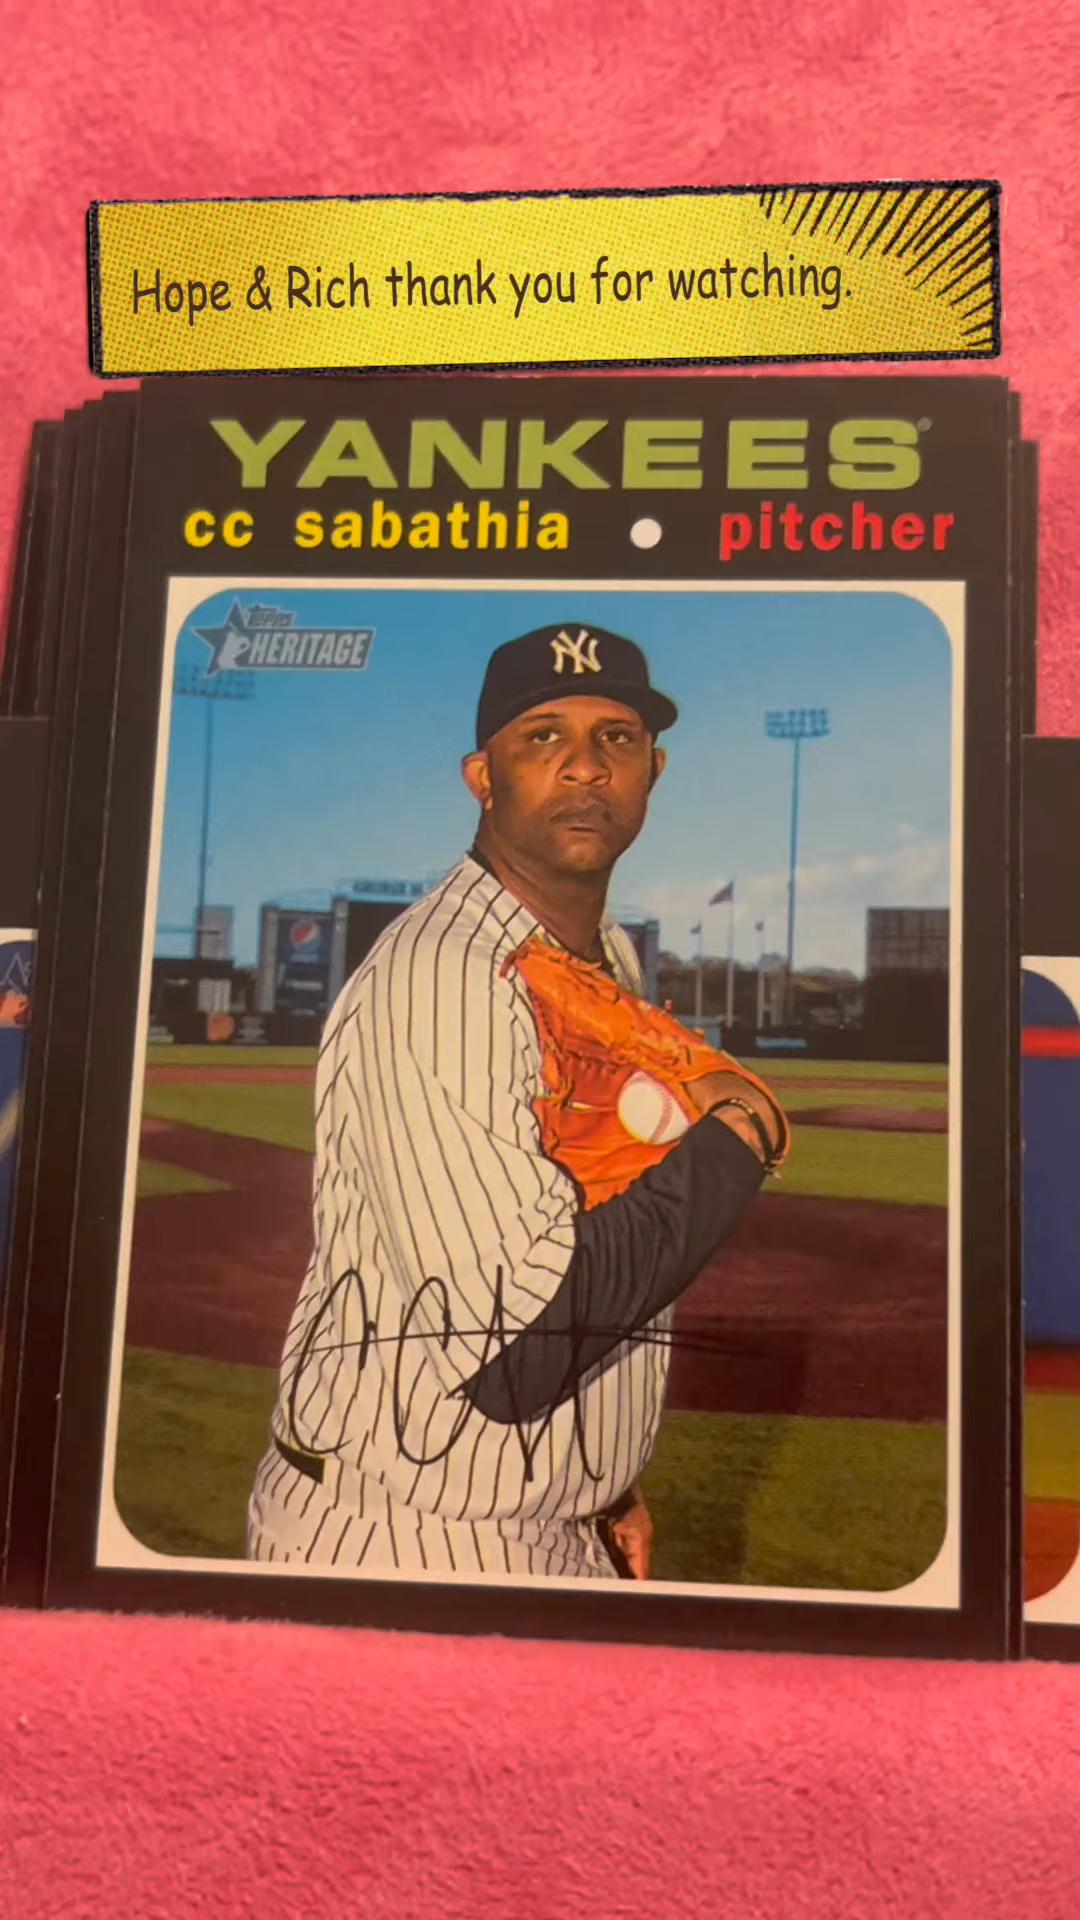 Hope & Rich thank you for watching.
YANKEES
cc sabathia • pitcher
Topps
HERITAGE